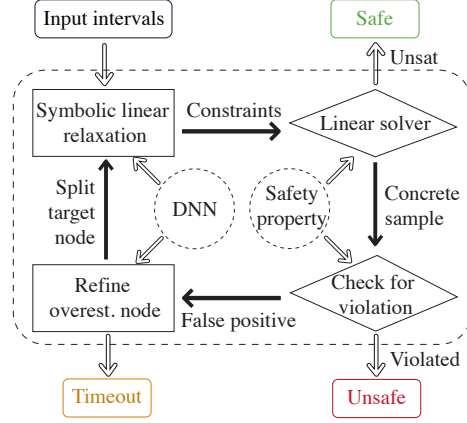 Input intervals
Safe
Unsat
Symbolic linear
relaxation
Constraints
Linear solver
Split
target
node
DNN
Safety
property
Concrete
sample
Refine
overest. node
False positive
Check for
violation
Violated
Timeout
Unsafe